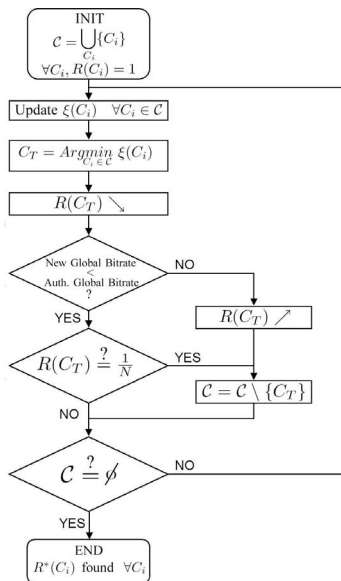 INIT
𝒞 = ⋃{C_i}
C_i
∀C_i, R(C_i) = 1
Update ξ(C_i) ∀C_i ∈ 𝒞
C_T = Argmin ξ(C_i)
C_i ∈ 𝒞
R(C_T) ↘
New Global Bitrate
<
Auth. Global Bitrate
?
NO
YES
R(C_T) ↗
?
R(C_T) = 1/N
YES
𝒞 = 𝒞 \ {C_T}
NO
?
𝒞 = ∅
NO
YES
END
R*(C_i) found ∀C_i